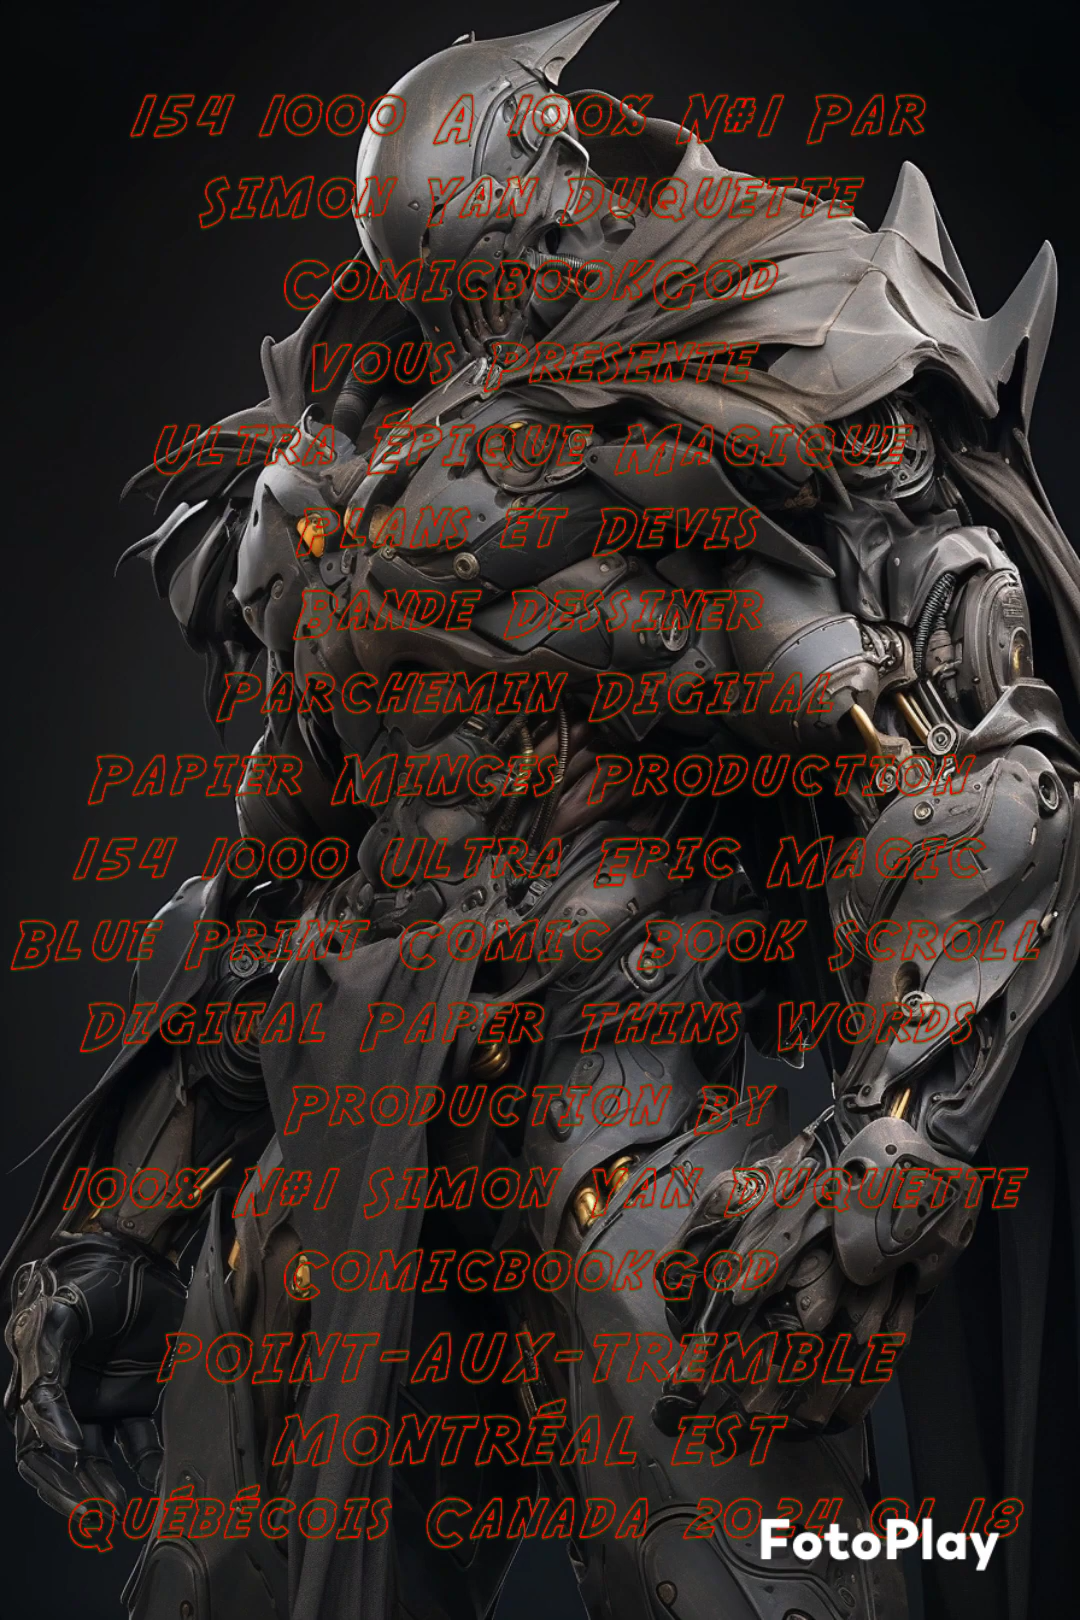 154 1000 A 100% N#1 PAR
SIMON YAN DUQUETTE
COMICBOOKGOD
VOUS PRESENTE
ULTRA ÉPIQUE MAGIQUE
PLANS ET DEVIS
BANDE DESSINER
PARCHEMIN DIGITAL
PAPIER MINCES PRODUCTION
154 1000 ULTRA EPIC MAGIC
BLUE PRINT COMIC BOOK SCROLL
DIGITAL PAPER THINS WORDS
PRODUCTION BY
100% N#1 SIMON YAN DUQUETTE
COMICBOOKGOD
POINT-AUX-TREMBLE
MONTRÉAL EST
QUÉBÉCOIS CANADA 2024 01 18
FotoPlay